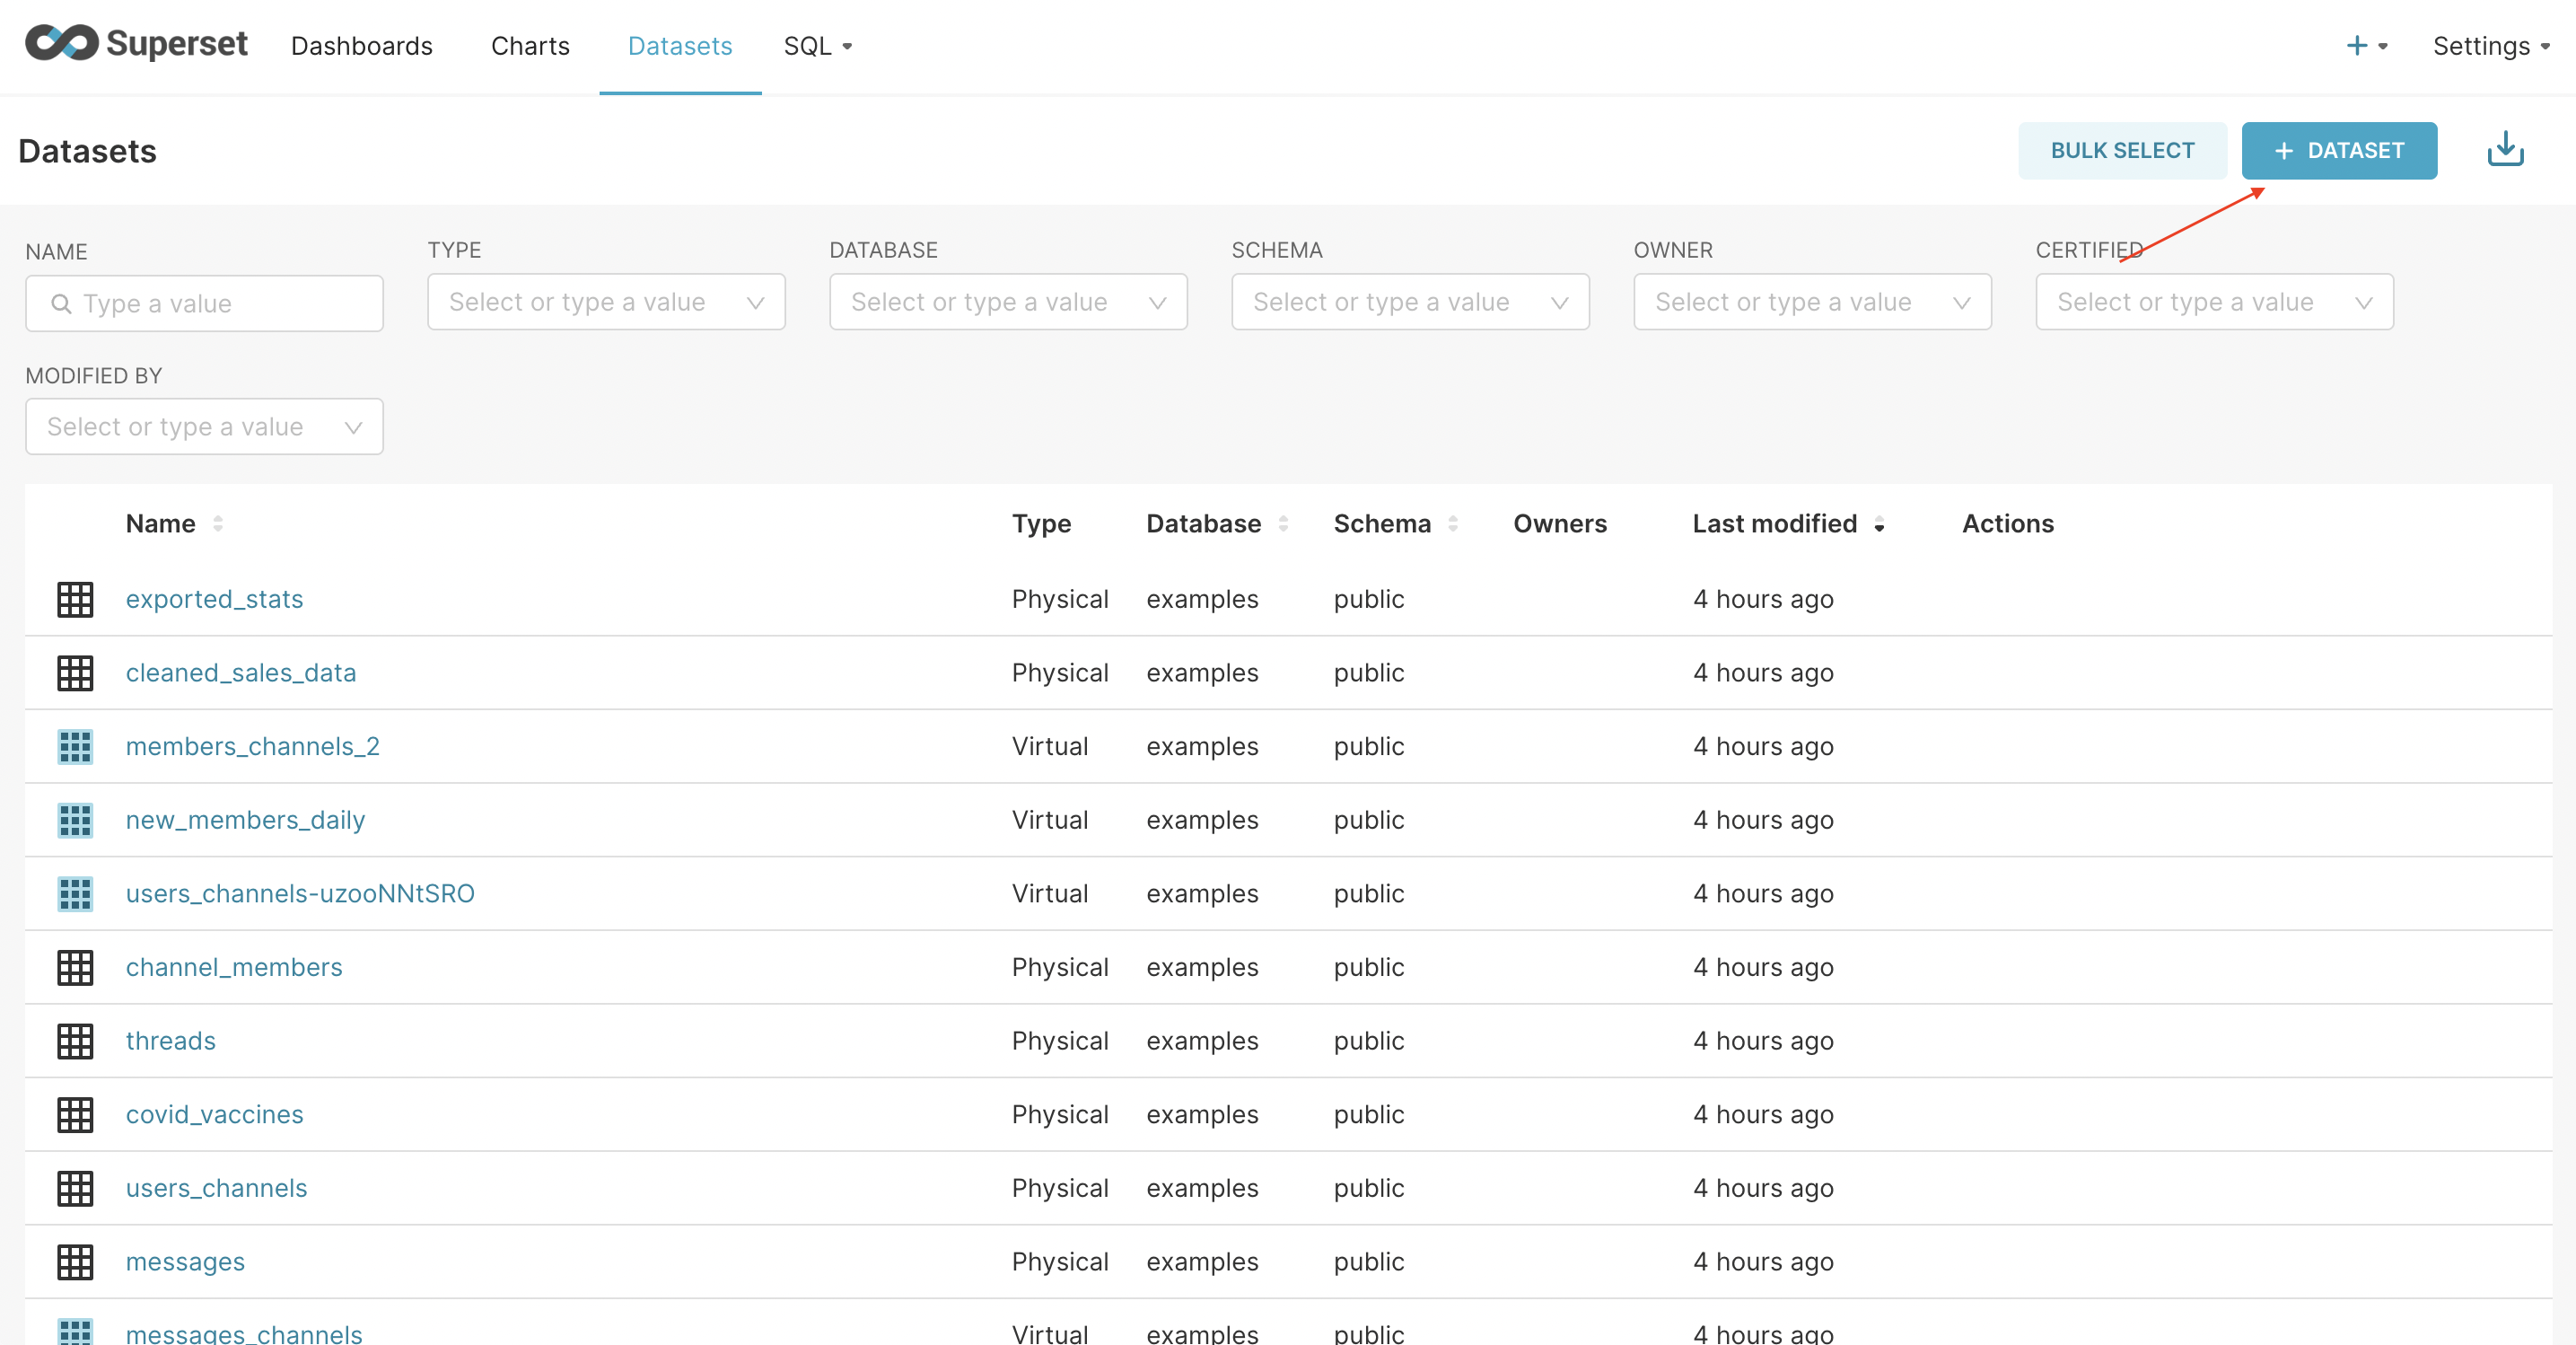 Superset Dashboards Charts Datasets SQL + Settings
Datasets BULK SELECT + DATASET
NAME TYPE DATABASE SCHEMA OWNER CERTIFIED
Type a value Select or type a value Select or type a value Select or type a value Select or type a value Select or type a value
MODIFIED BY
Select or type a value
Name Type Database Schema Owners Last modified Actions
exported_stats Physical examples public 4 hours ago
cleaned_sales_data Physical examples public 4 hours ago
members_channels_2 Virtual examples public 4 hours ago
new_members_daily Virtual examples public 4 hours ago
users_channels-uzooNNtSRO Virtual examples public 4 hours ago
channel_members Physical examples public 4 hours ago
threads Physical examples public 4 hours ago
covid_vaccines Physical examples public 4 hours ago
users_channels Physical examples public 4 hours ago
messages Physical examples public 4 hours ago
messages_channels Virtual examples public 4 hours ago